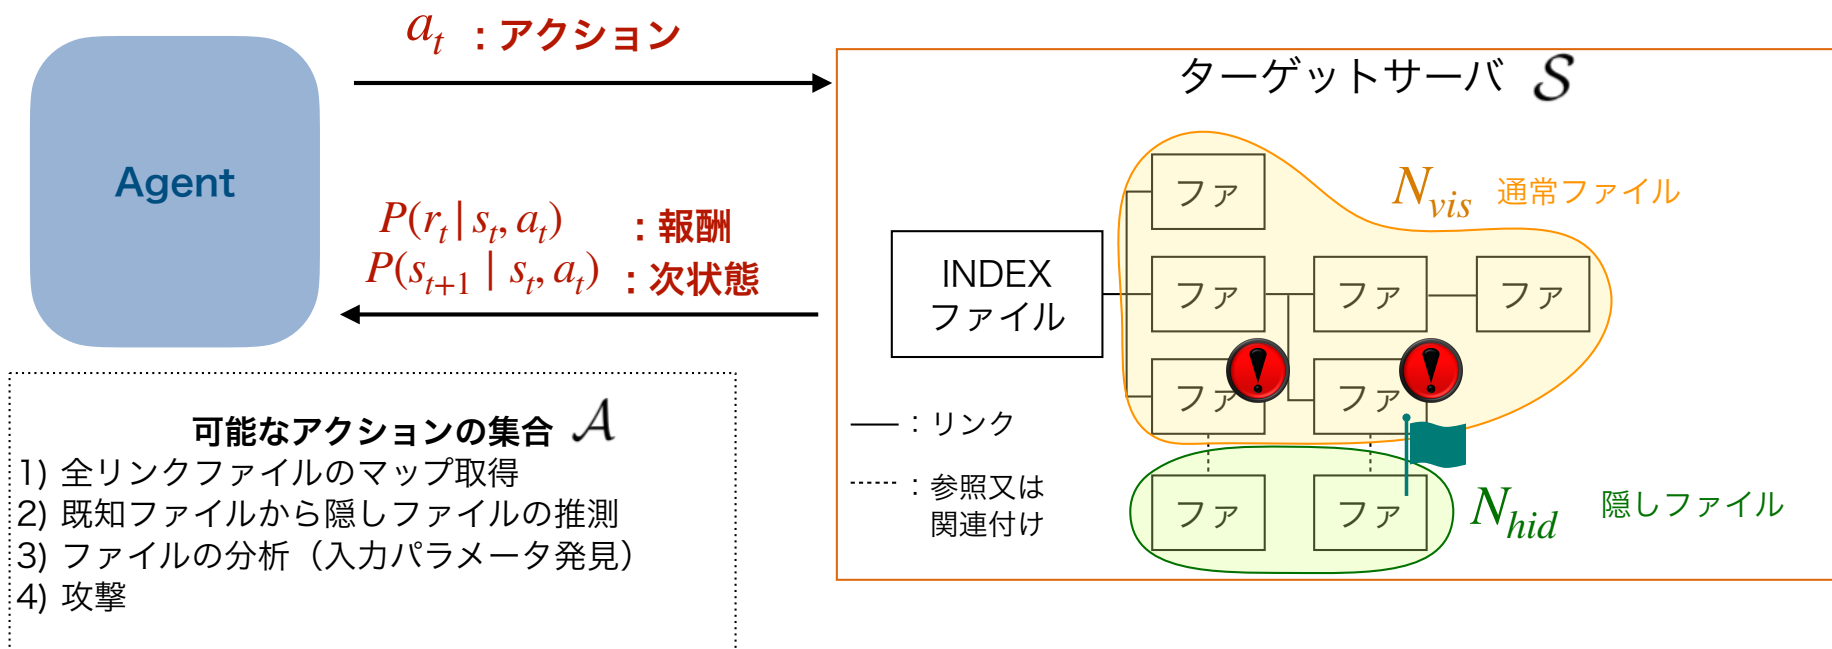 a_t ：アクション
Agent
P(r_t | s_t, a_t) ：報酬
P(s_{t+1} | s_t, a_t) ：次状態
可能なアクションの集合 𝒜
1) 全リンクファイルのマップ取得
2) 既知ファイルから隠しファイルの推測
3) ファイルの分析（入力パラメータ発見）
4) 攻撃
ターゲットサーバ 𝒮
ファ
N_{vis} 通常ファイル
INDEX
ファイル
ファ
ファ
ファ
ファ
ファ
：リンク
：参照又は
関連付け
ファ
ファ
N_{hid} 隠しファイル